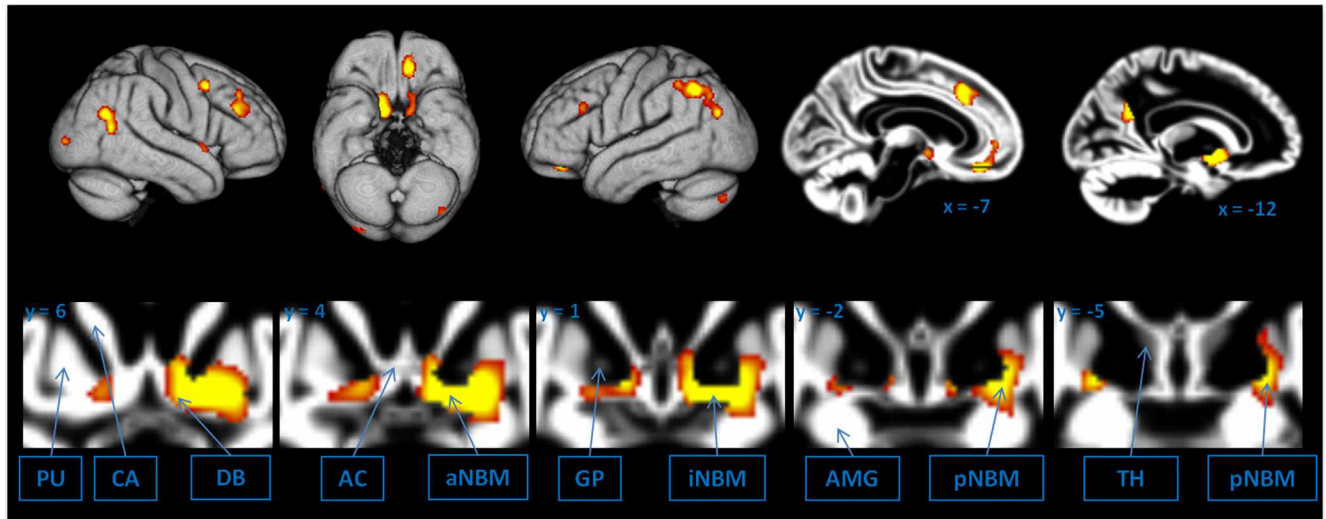 x = -7
x = -12
y = 6
y = 4
y = 1
y = -2
y = -5
PU
CA
DB
AC
aNBM
GP
iNBM
AMG
pNBM
TH
pNBM